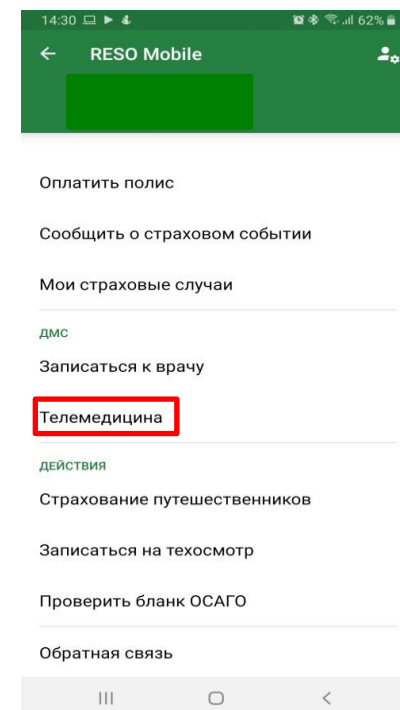 14:30 62%
RESO Mobile
Оплатить полис
Сообщить о страховом событии
Мои страховые случаи
ДМС
Записаться к врачу
Телемедицина
ДЕЙСТВИЯ
Страхование путешественников
Записаться на техосмотр
Проверить бланк ОСАГО
Обратная связь